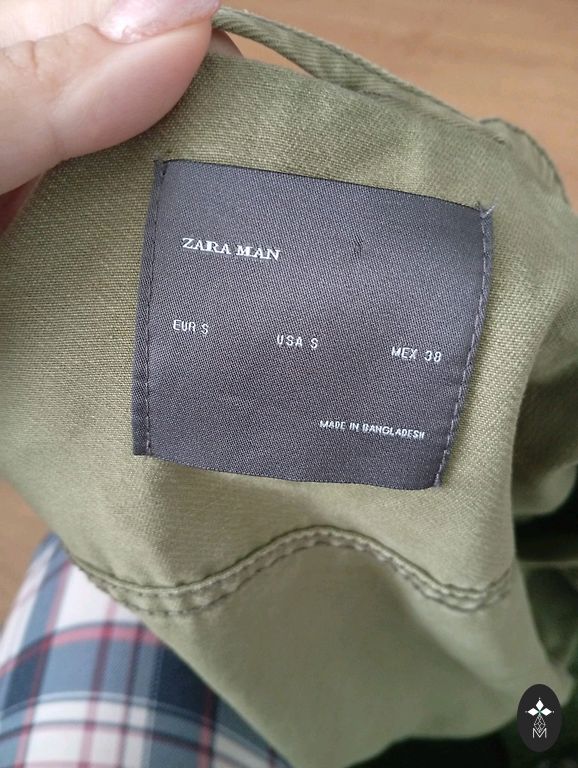 ZARA MAN
EUR S USA S MEX 38
MADE IN BANGLADESH